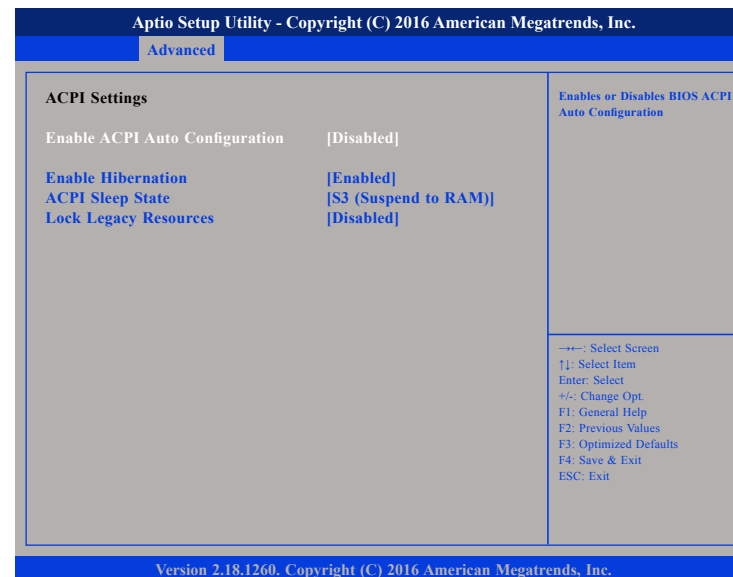 Aptio Setup Utility - Copyright (C) 2016 American Megatrends, Inc.
Advanced
ACPI Settings
Enable ACPI Auto Configuration [Disabled]
Enable Hibernation [Enabled]
ACPI Sleep State [S3 (Suspend to RAM)]
Lock Legacy Resources [Disabled]
Enables or Disables BIOS ACPI
Auto Configuration
→←: Select Screen
↑↓: Select Item
Enter: Select
+/-: Change Opt.
F1: General Help
F2: Previous Values
F3: Optimized Defaults
F4: Save & Exit
ESC: Exit
Version 2.18.1260. Copyright (C) 2016 American Megatrends, Inc.